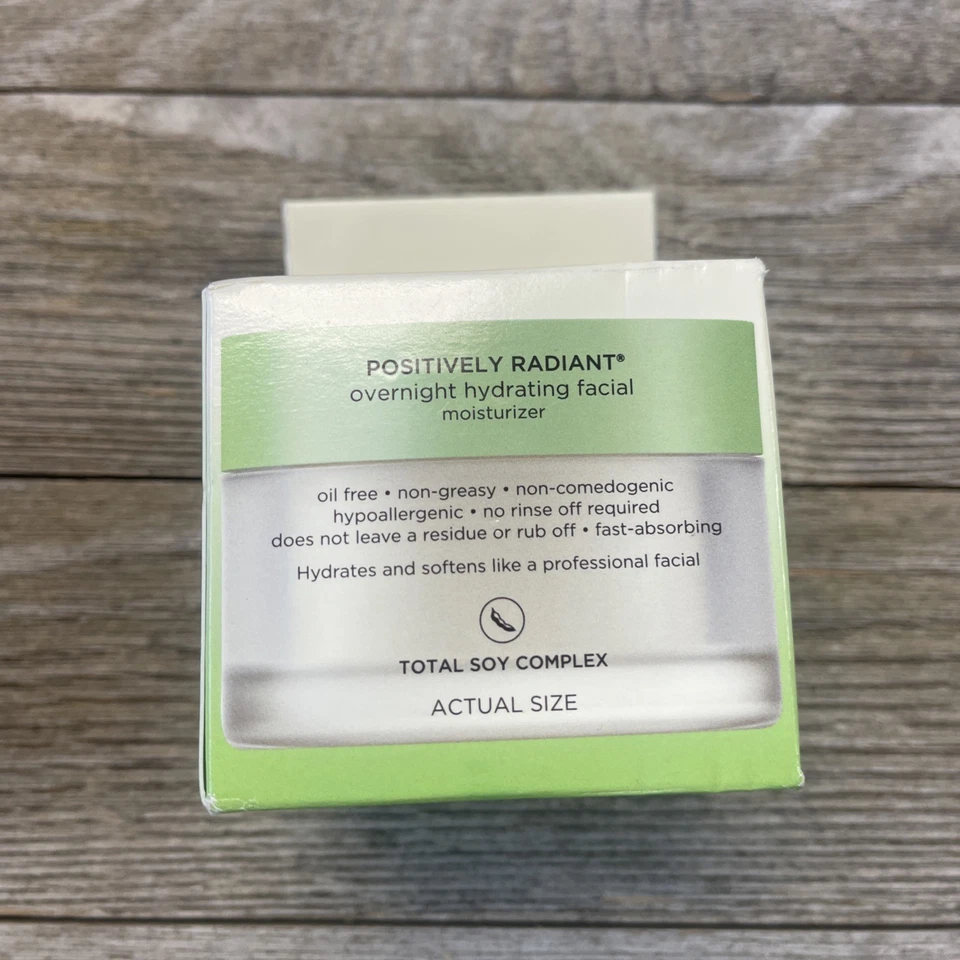 POSITIVELY RADIANT®
overnight hydrating facial
moisturizer
oil free • non-greasy • non-comedogenic
hypoallergenic • no rinse off required
does not leave a residue or rub off • fast-absorbing
Hydrates and softens like a professional facial
TOTAL SOY COMPLEX
ACTUAL SIZE